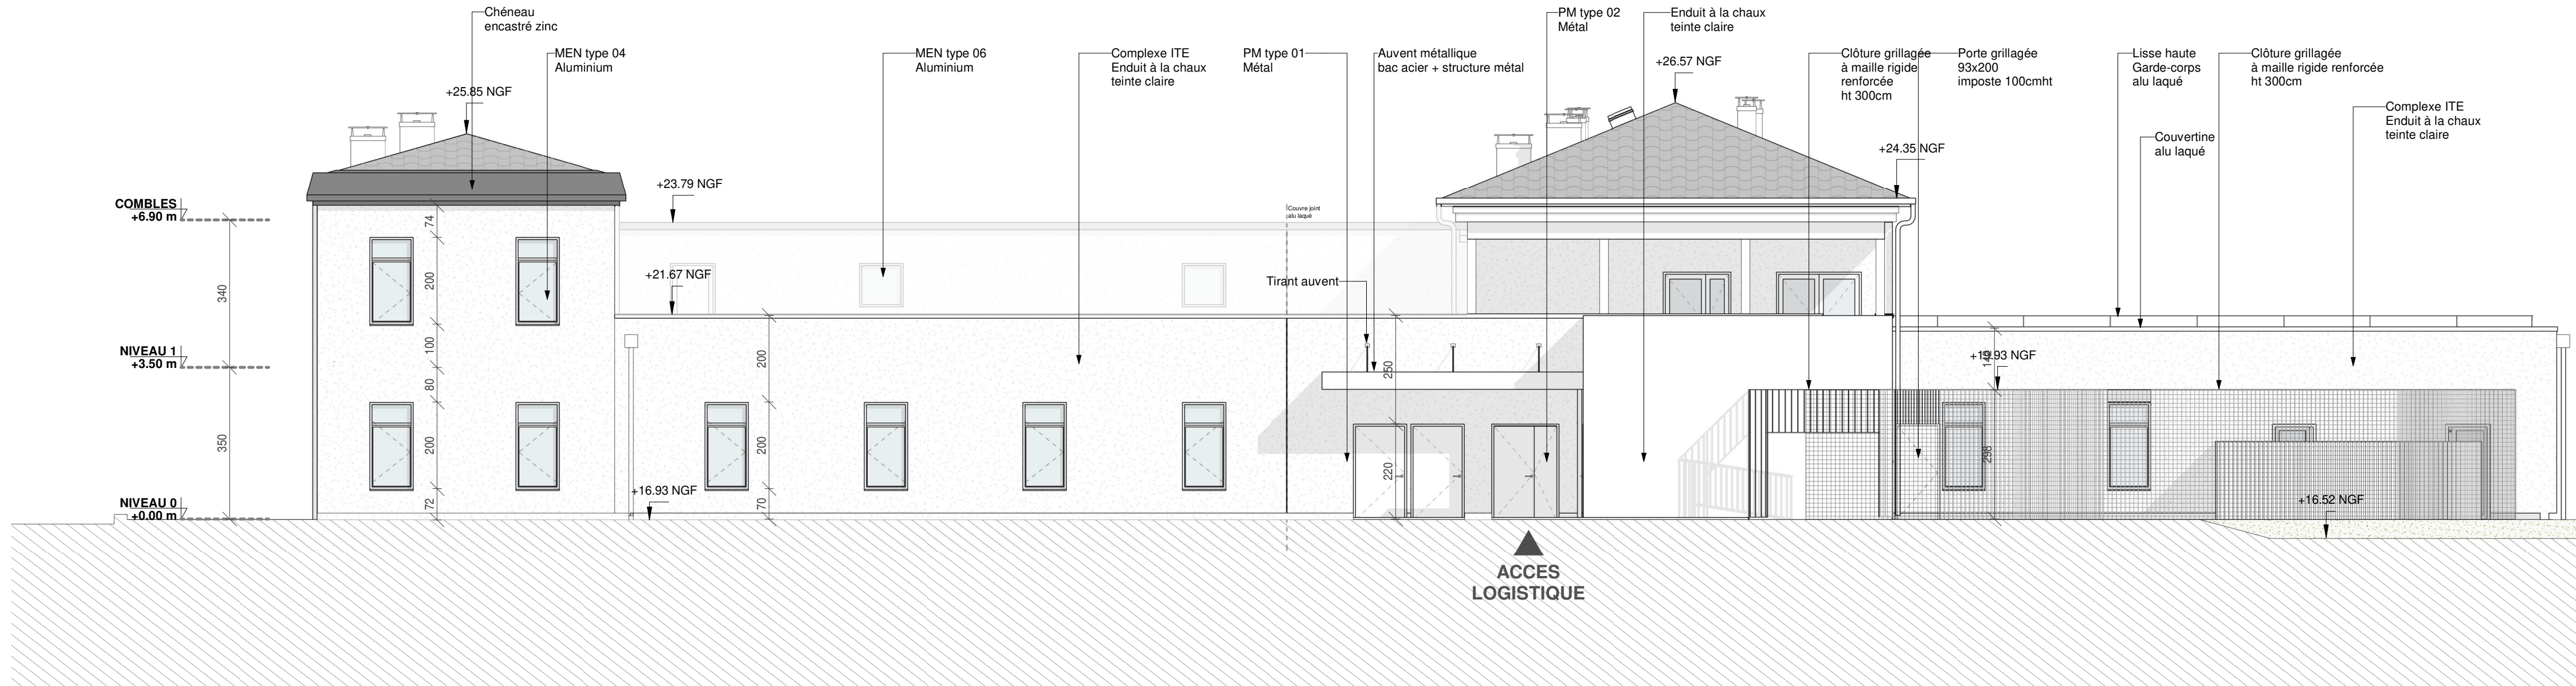 Chéneau
encastré zinc
MEN type 04
Aluminium
MEN type 06
Aluminium
Complexe ITE
Enduit à la chaux
teinte claire
PM type 01
Métal
Auvent métallique
bac acier + structure métal
PM type 02
Métal
Enduit à la chaux
teinte claire
Clôture grillagée
à maille rigide
renforcée
ht 300cm
Porte grillagée
93x200
imposte 100cmht
Lisse haute
Garde-corps
alu laqué
Clôture grillagée
à maille rigide renforcée
ht 300cm
Complexe ITE
Enduit à la chaux
teinte claire
Couvertine
alu laqué
+25.85 NGF
+26.57 NGF
+24.35 NGF
+23.79 NGF
+21.67 NGF
+16.93 NGF
+19.93 NGF
+16.52 NGF
Couvre joint
alu laqué
Tirant auvent
COMBLES
+6.90 m
NIVEAU 1
+3.50 m
NIVEAU 0
+0.00 m
340
350
74
200
100
80
200
72
200
200
70
250
220
298
ACCES
LOGISTIQUE